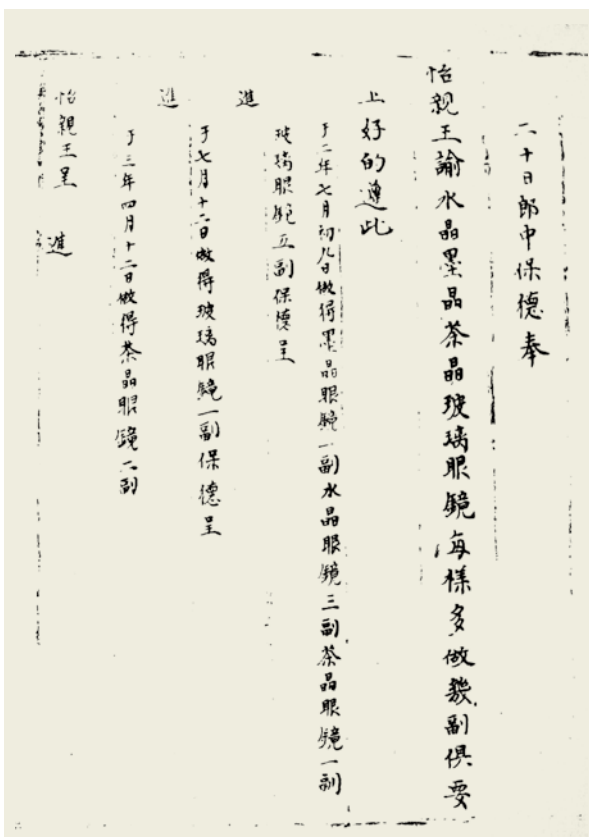 二十日郎中保德奉
怡親王諭水晶墨晶茶晶玻璃眼鏡每樣多做幾副俱要
上好的遵此
于二年七月初九日做得墨晶眼鏡一副水晶眼鏡三副茶晶眼鏡一副
玻璃眼鏡五副保德呈
進
于七月十二日做得玻璃眼鏡一副保德呈
進
于三年四月十二日做得茶晶眼鏡二副
怡親王呈 進